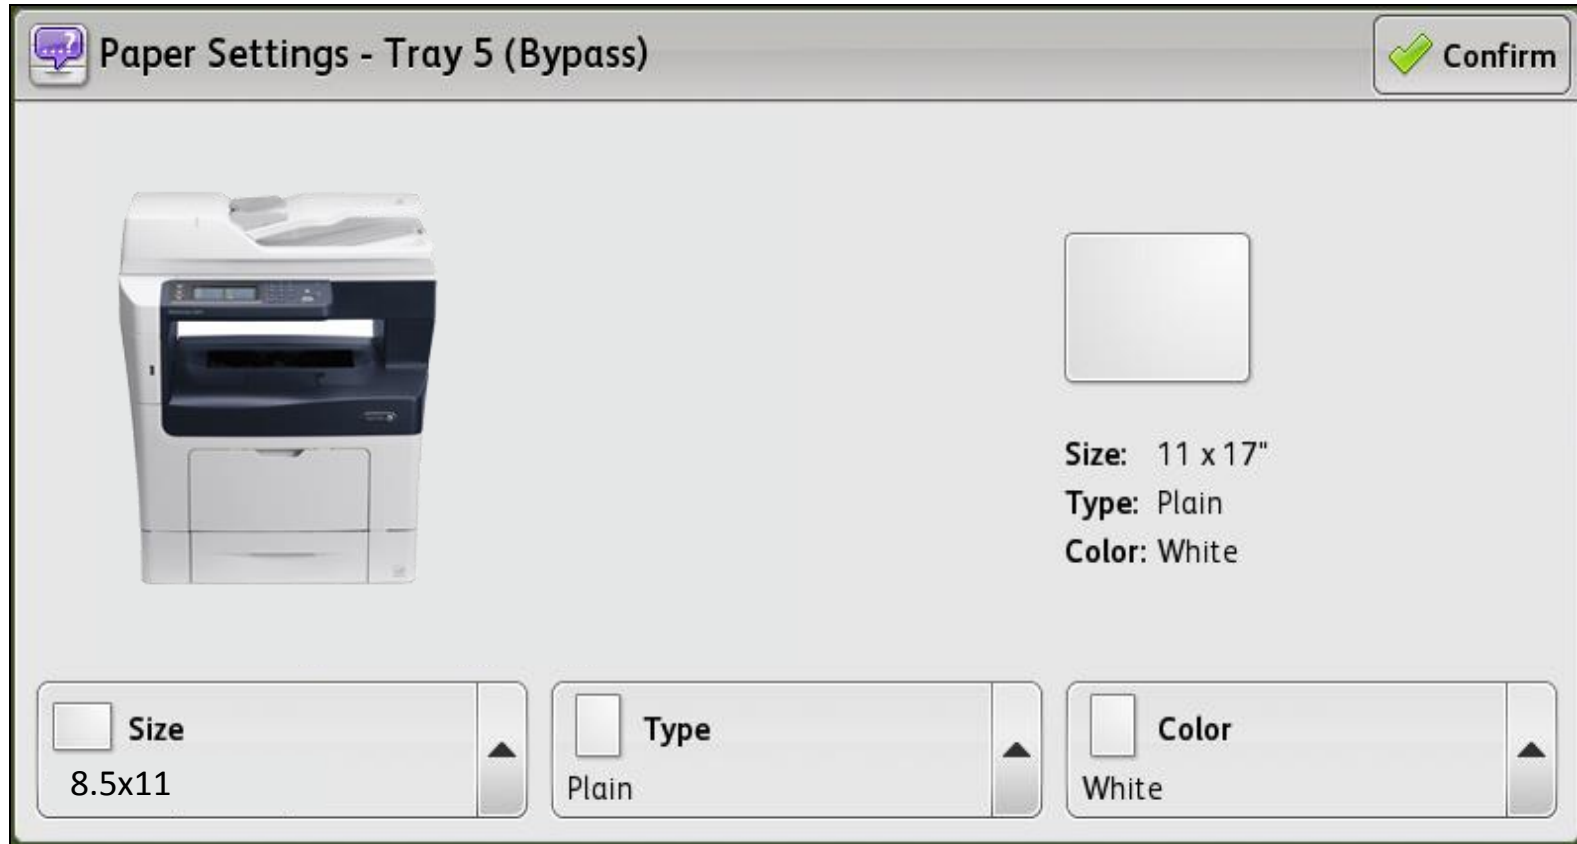 Paper Settings - Tray 5 (Bypass)
Confirm
Size: 11 x 17"
Type: Plain
Color: White
Size
8.5x11
Type
Plain
Color
White